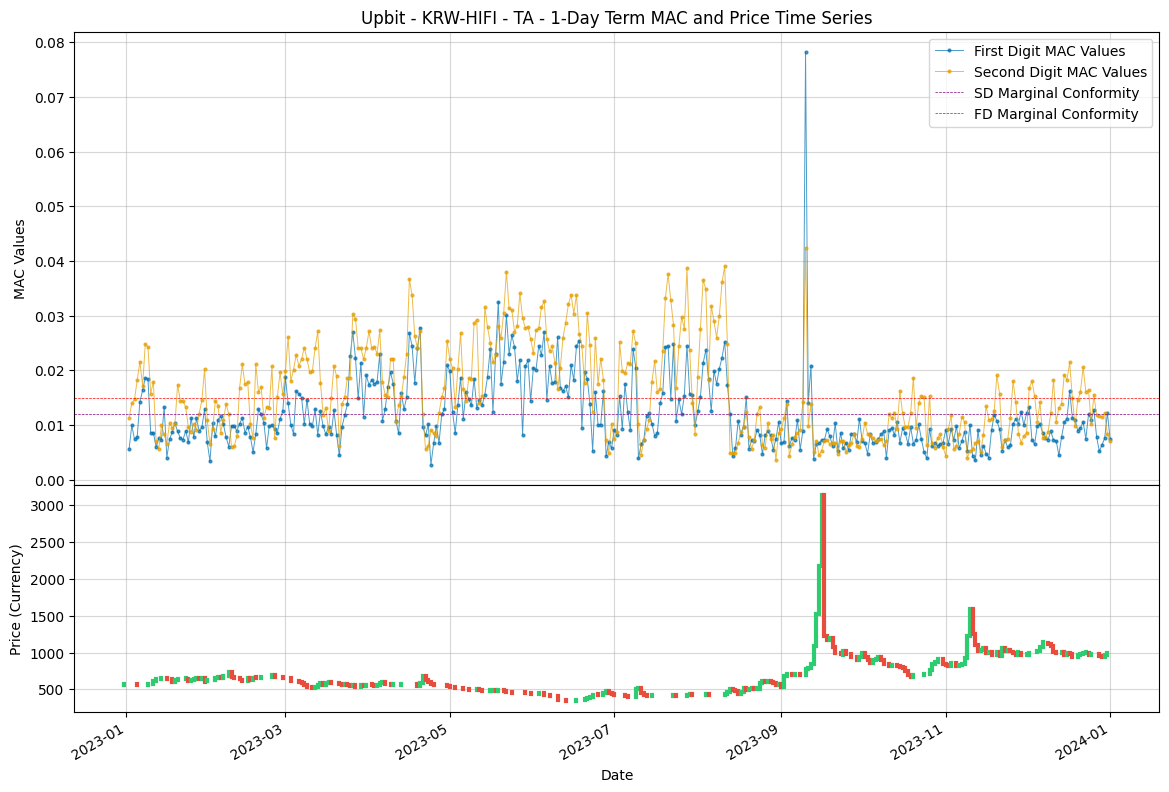 Upbit - KRW-HIFI - TA - 1-Day Term MAC and Price Time Series
First Digit MAC Values
Second Digit MAC Values
SD Marginal Conformity
FD Marginal Conformity
MAC Values
0.08
0.07
0.06
0.05
0.04
0.03
0.02
0.01
0.00
Price (Currency)
3000
2500
2000
1500
1000
500
2023-01
2023-03
2023-05
2023-07
2023-09
2023-11
2024-01
Date